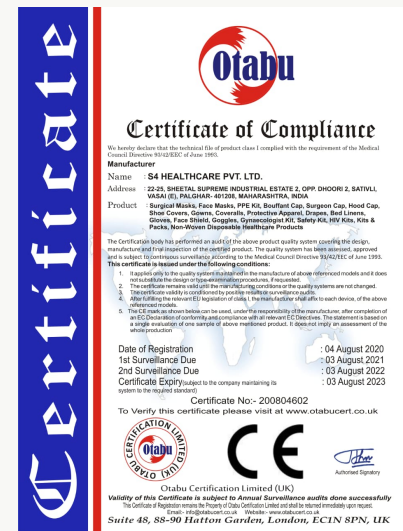 Certificate
Otabu
Certificate of Compliance
We hereby declare that the technical file of product class I complied with the requirement of the Medical
Council Directive 93/42/EEC of June 1993.
Manufacturer
Name : S4 HEALTHCARE PVT. LTD.
Address : 22-25, SHEETAL SUPREME INDUSTRIAL ESTATE 2, OPP. DHOORI 2, SATIVLI,
VASAI (E), PALGHAR- 401208, MAHARASHTRA, INDIA
Product : Surgical Masks, Face Masks, PPE Kit, Bouffant Cap, Surgeon Cap, Hood Cap,
Shoe Covers, Gowns, Coveralls, Protective Apparel, Drapes, Bed Linens,
Gloves, Face Shield, Goggles, Gynaecologist Kit, Safety Kit, HIV Kits, Kits &
Packs, Non-Woven Disposable Healthcare Products
The Certification body has performed an audit of the above product quality system covering the design,
manufacture and final inspection of the certified product. The quality system has been assessed, approved
and is subject to continuous surveillance according to the Medical Council Directive 93/42/EEC of June 1993.
This certificate is issued under the following conditions:
1. It applies only to the quality system maintained in the manufacture of above referenced models and it does
not substitute the design or type-examination procedures, if requested.
2. The certificate remains valid until the manufacturing conditions or the quality systems are not changed.
3. The certificate validity is conditioned by positive results or surveillance audits.
4. After fulfilling the relevant EU legislation of class I, the manufacturer shall affix to each device, of the above
referenced models.
5. The CE mark as shown below can be used, under the responsibility of the manufacturer, after completion of
an EC Declaration of conformity and compliance with all relevant EC Directives. The statement is based on
a single evaluation of one sample of above mentioned product. It does not imply an assessment of the
whole production
Date of Registration : 04 August 2020
1st Surveillance Due : 03 August 2021
2nd Surveillance Due : 03 August 2022
Certificate Expiry(subject to the company maintaining its : 03 August 2023
system to the required standard)
Certificate No:- 200804602
To Verify this certificate please visit at www.otabucert.co.uk
OTABU CERTIFICATION LIMITED (UK)
Otabu
CE
Authorised Signatory
Otabu Certification Limited (UK)
Validity of this Certificate is subject to Annual Surveillance audits done successfully
This Certificate of Registration remains the Property of Otabu Certification Limited and shall be returned immediately upon request.
Email:- info@otabucert.co.uk Website:- www.otabucert.co.uk
Suite 48, 88-90 Hatton Garden, London, EC1N 8PN, UK